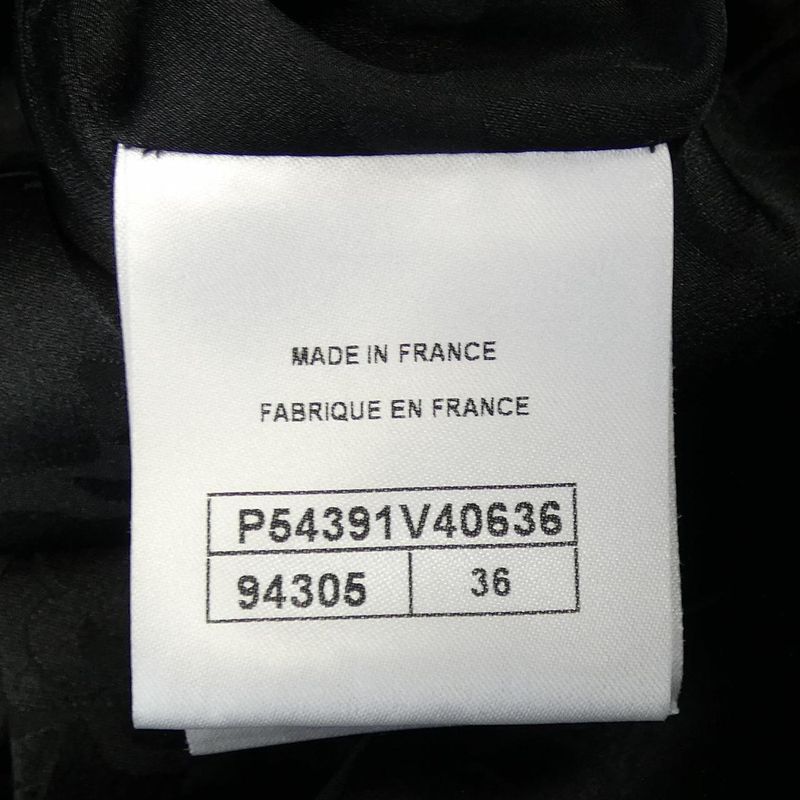 MADE IN FRANCE
FABRIQUE EN FRANCE
P54391V40636
94305 36